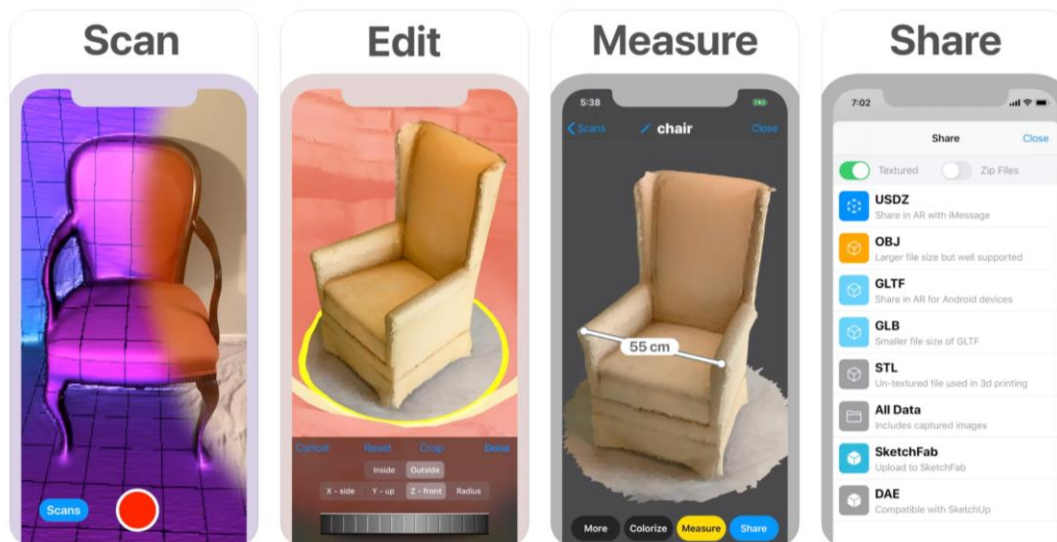 Scan
Edit
Measure
Share
Scans
Cancel Reset Crop Done
Inside Outside
X - side Y - up Z - front Radius
5:38
Scans chair Close
55 cm
More Colorize Measure Share
7:02
Share Close
Textured Zip Files
USDZ
Share in AR with iMessage
OBJ
Larger file size but well supported
GLTF
Share in AR for Android devices
GLB
Smaller file size of GLTF
STL
Un-textured file used in 3d printing
All Data
Includes captured images
SketchFab
Upload to SketchFab
DAE
Compatible with SketchUp